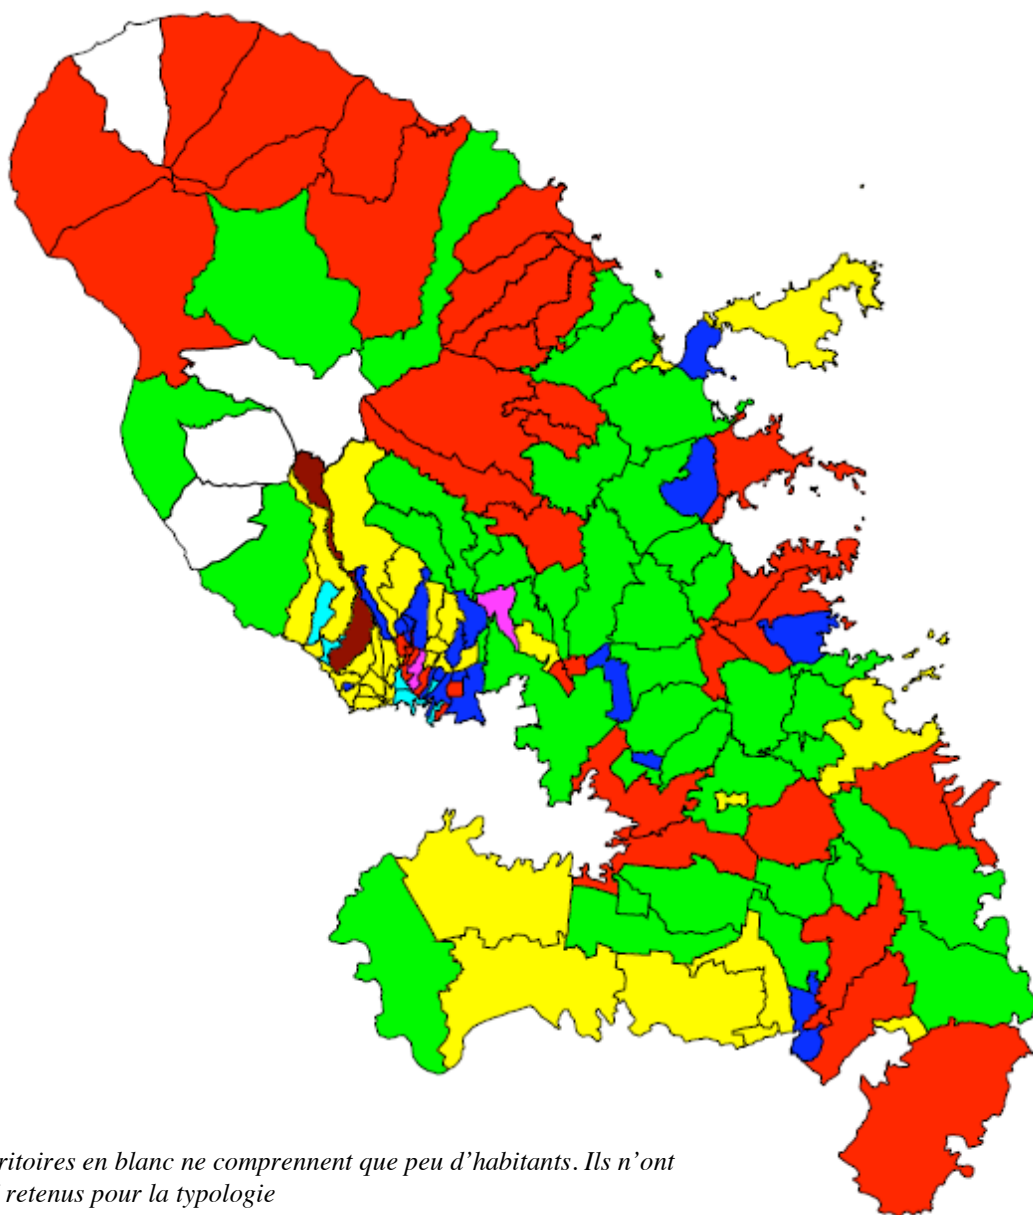 ritoires en blanc ne comprennent que peu d'habitants. Ils n'ont
retenus pour la typologie